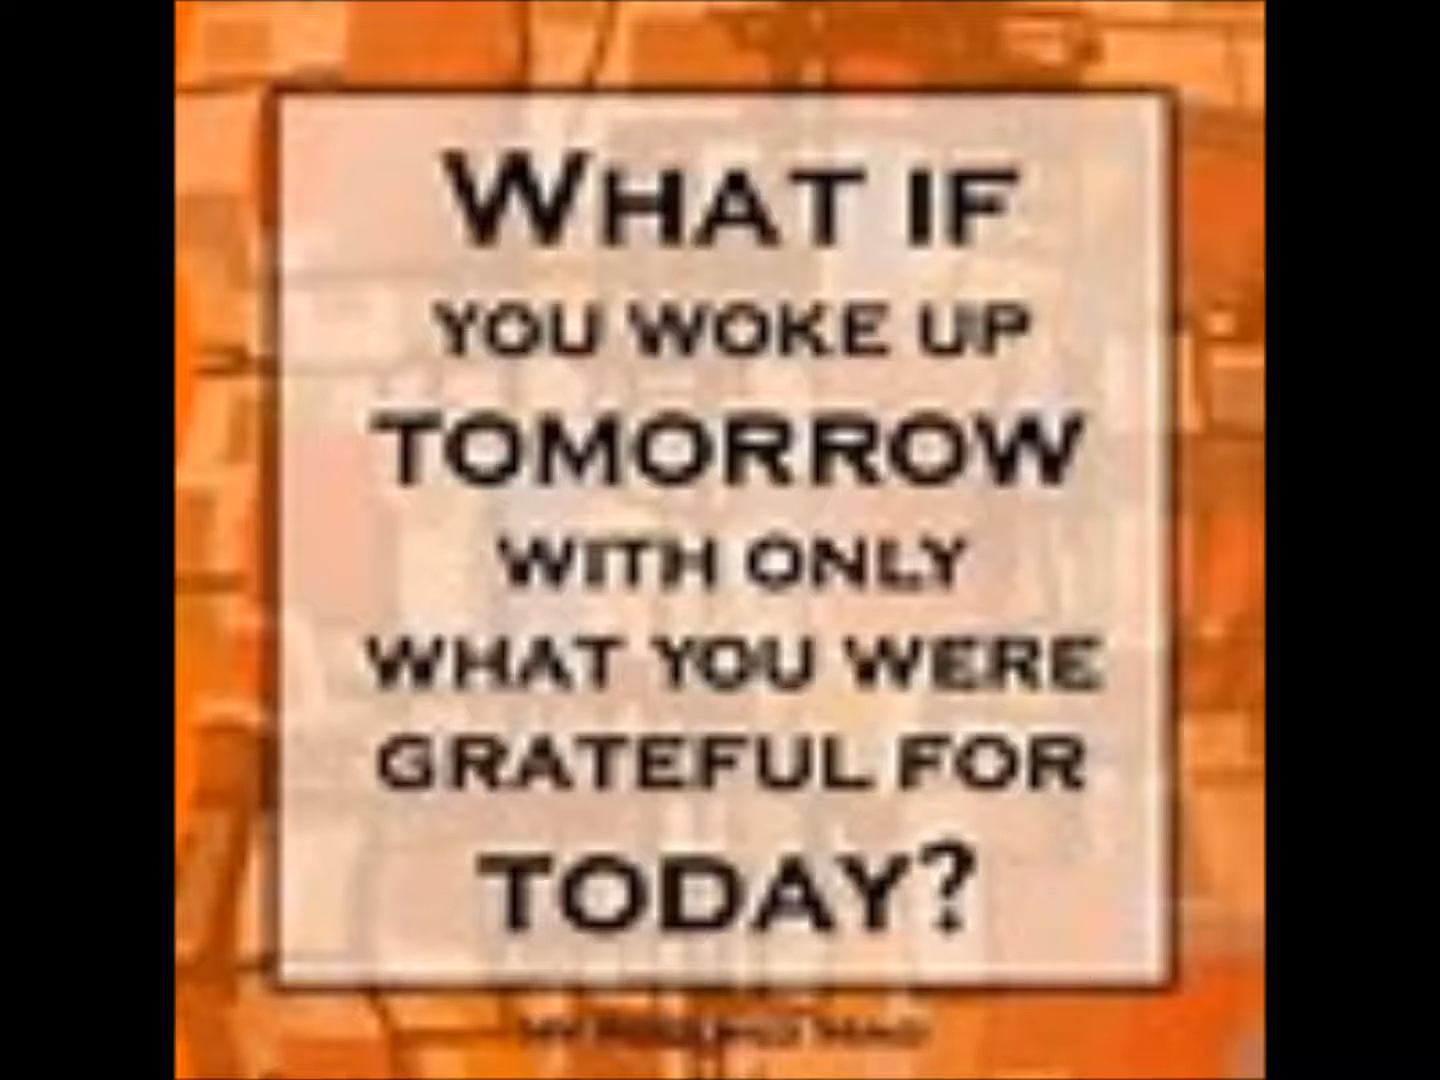 WHAT IF
YOU WOKE UP
TOMORROW
WITH ONLY
WHAT YOU WERE
GRATEFUL FOR
TODAY?